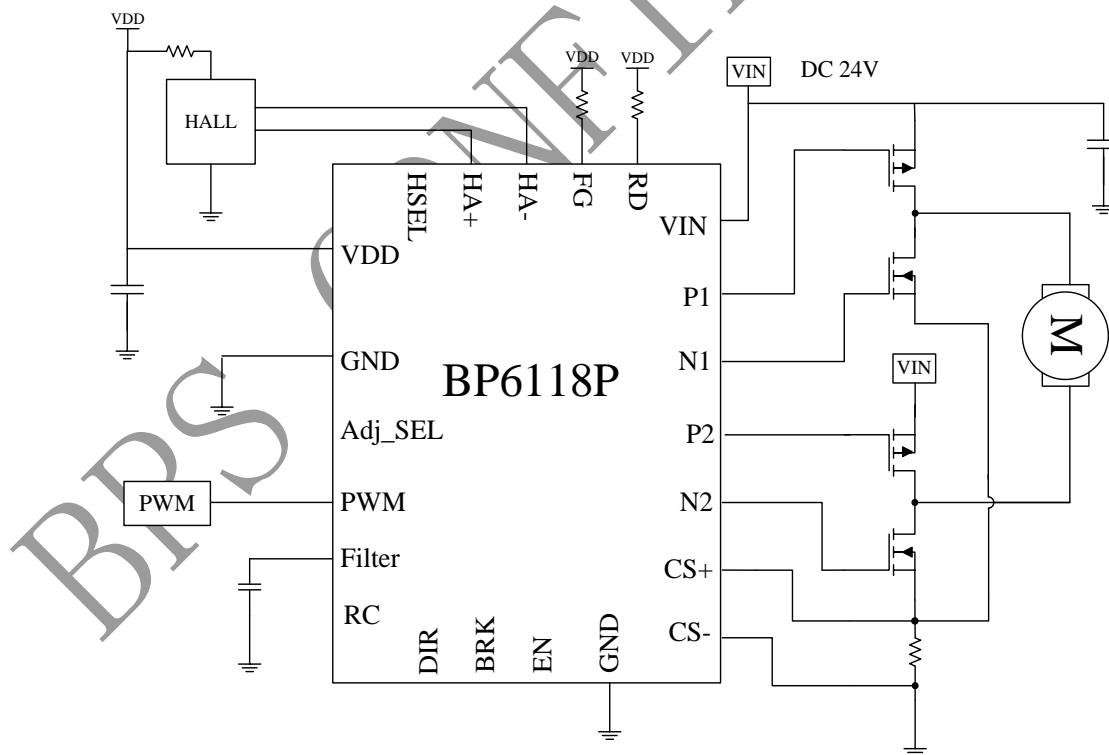 VDD
HALL
VDD
VDD
VIN
DC 24V
HSEL
HA+
HA-
FG
RD
VIN
VDD
P1
GND
N1
BP6118P
M
VIN
Adj_SEL
P2
PWM
PWM
N2
Filter
CS+
RC
CS-
DIR
BRK
EN
GND
BPS